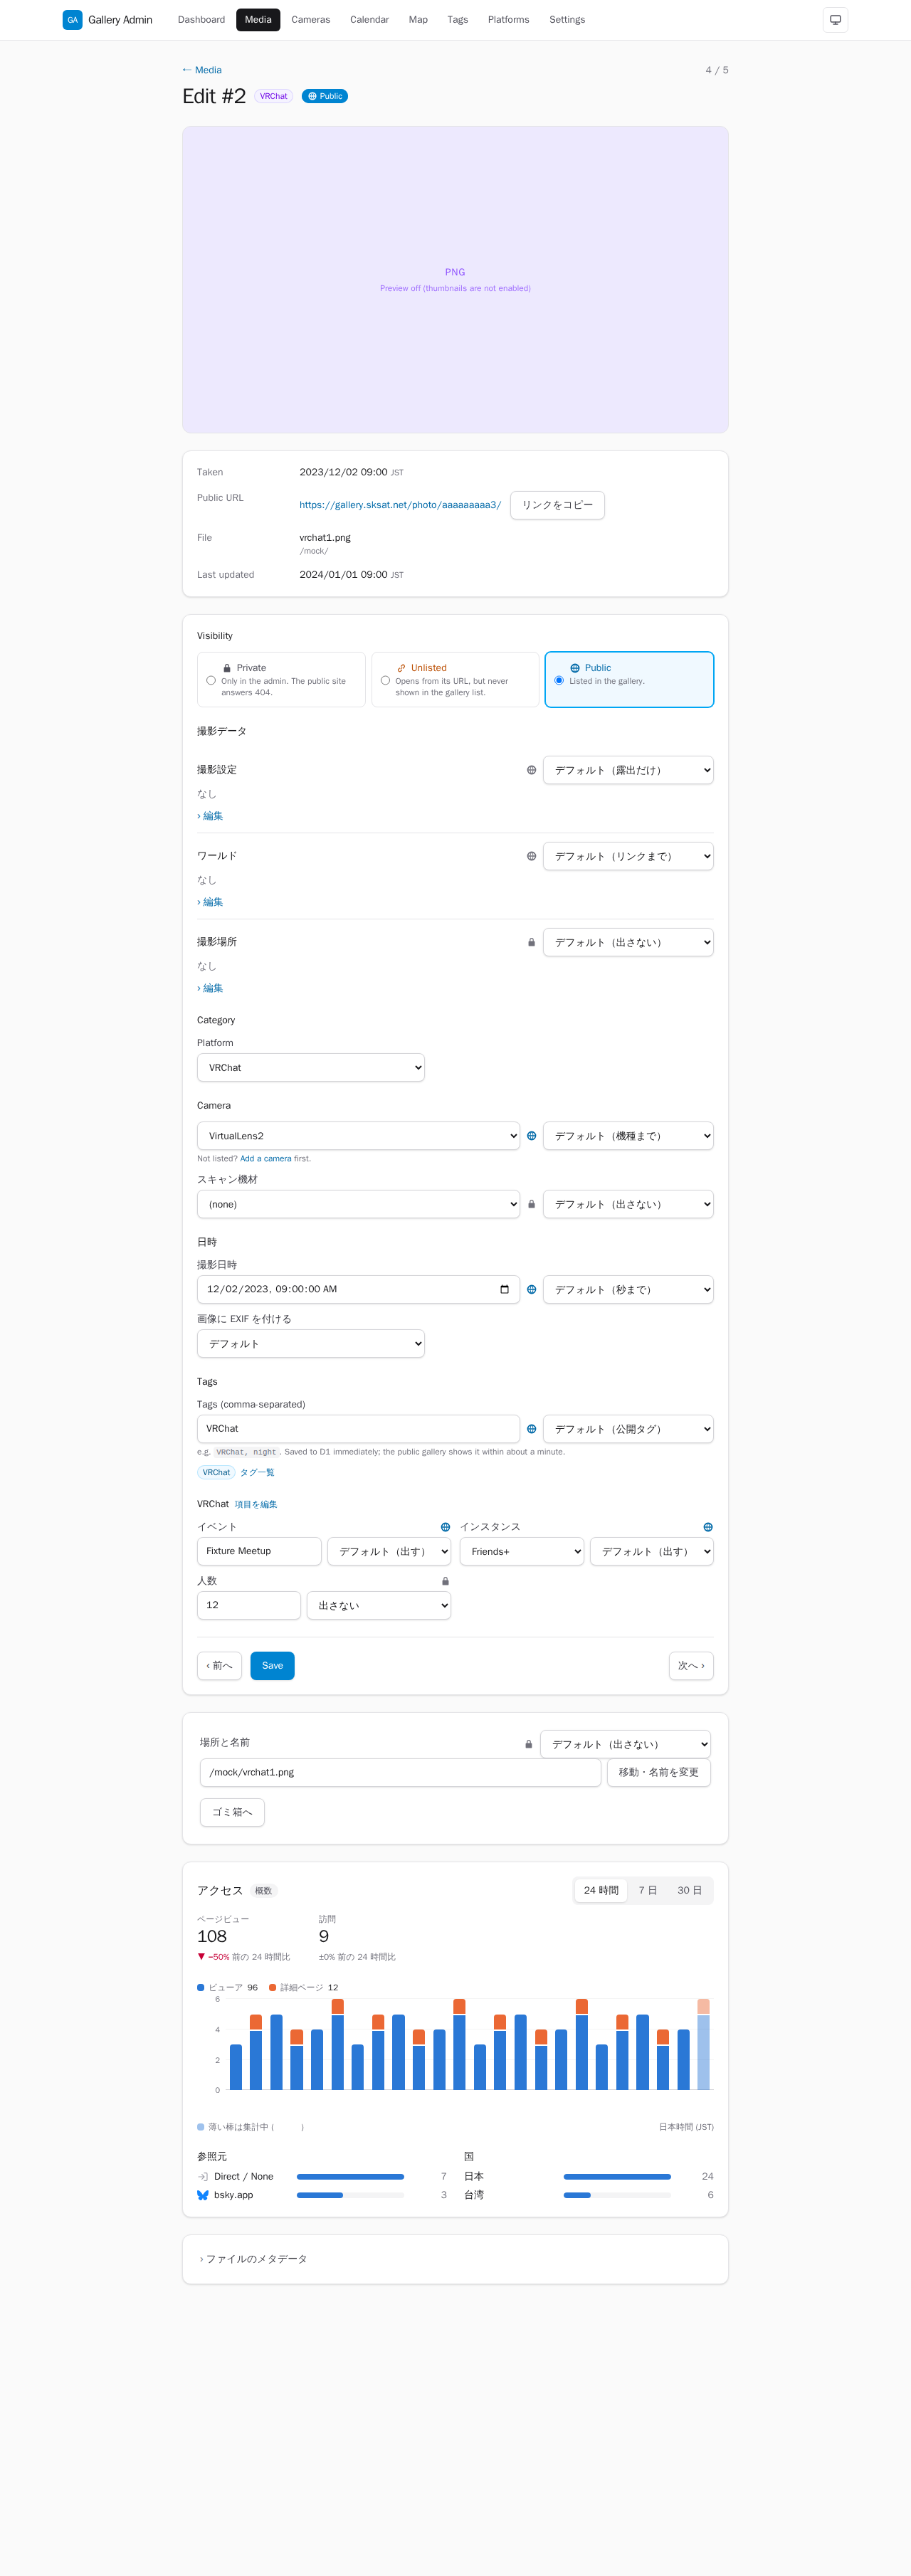 GA Gallery Admin Dashboard Media Cameras Calendar Map Tags Platforms Settings
← Media 4 / 5
Edit #2 VRChat Public
PNG
Preview off (thumbnails are not enabled)
Taken 2023/12/02 09:00 JST
Public URL https://gallery.sksat.net/photo/aaaaaaaaa3/ リンクをコピー
File vrchat1.png
/mock/
Last updated 2024/01/01 09:00 JST
Visibility
Private
Only in the admin. The public site
answers 404.
Unlisted
Opens from its URL, but never
shown in the gallery list.
Public
Listed in the gallery.
撮影データ
撮影設定 デフォルト（露出だけ）
なし
› 編集
ワールド デフォルト（リンクまで）
なし
› 編集
撮影場所 デフォルト（出さない）
なし
› 編集
Category
Platform
VRChat
Camera
VirtualLens2 デフォルト（機種まで）
Not listed? Add a camera first.
スキャン機材
(none) デフォルト（出さない）
日時
撮影日時
12/02/2023, 09:00:00 AM デフォルト（秒まで）
画像に EXIF を付ける
デフォルト
Tags
Tags (comma-separated)
VRChat デフォルト（公開タグ）
e.g. VRChat, night . Saved to D1 immediately; the public gallery shows it within about a minute.
VRChat タグ一覧
VRChat 項目を編集
イベント インスタンス
Fixture Meetup デフォルト（出す） Friends+ デフォルト（出す）
人数
12 出さない
‹ 前へ Save 次へ ›
場所と名前 デフォルト（出さない）
/mock/vrchat1.png 移動・名前を変更
ゴミ箱へ
アクセス 概数 24 時間 7 日 30 日
ページビュー 訪問
108 9
▼ −50% 前の 24 時間比 ±0% 前の 24 時間比
ビューア 96 詳細ページ 12
6
4
2
0
薄い棒は集計中 ( ) 日本時間 (JST)
参照元 国
Direct / None 7 日本 24
bsky.app 3 台湾 6
› ファイルのメタデータ